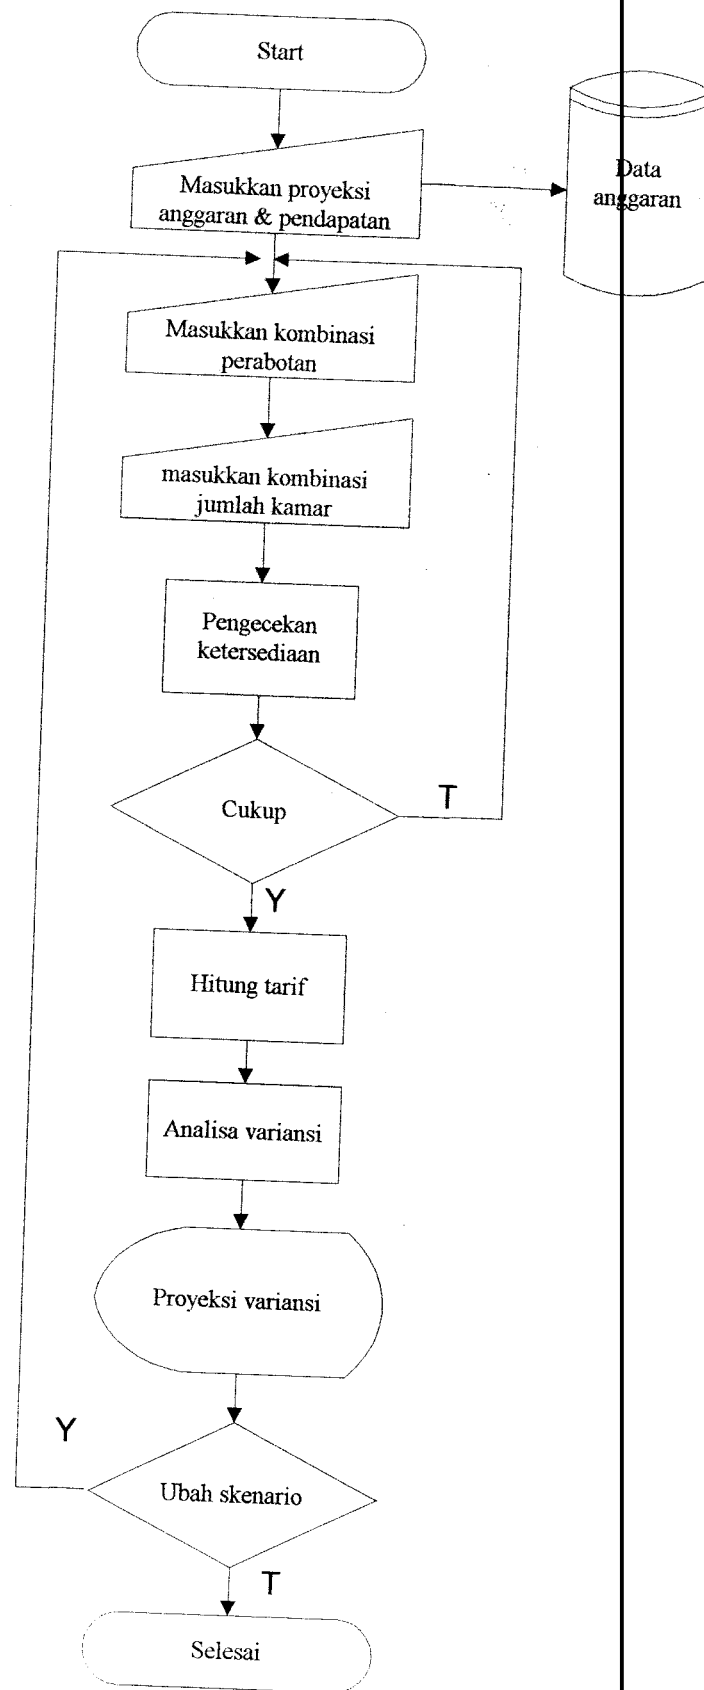 Start
Masukkan proyeksi
anggaran & pendapatan
Data
anggaran
Masukkan kombinasi
perabotan
masukkan kombinasi
jumlah kamar
Pengecekan
ketersediaan
Cukup
T
Y
Hitung tarif
Analisa variansi
Proyeksi variansi
Y
Ubah skenario
T
Selesai